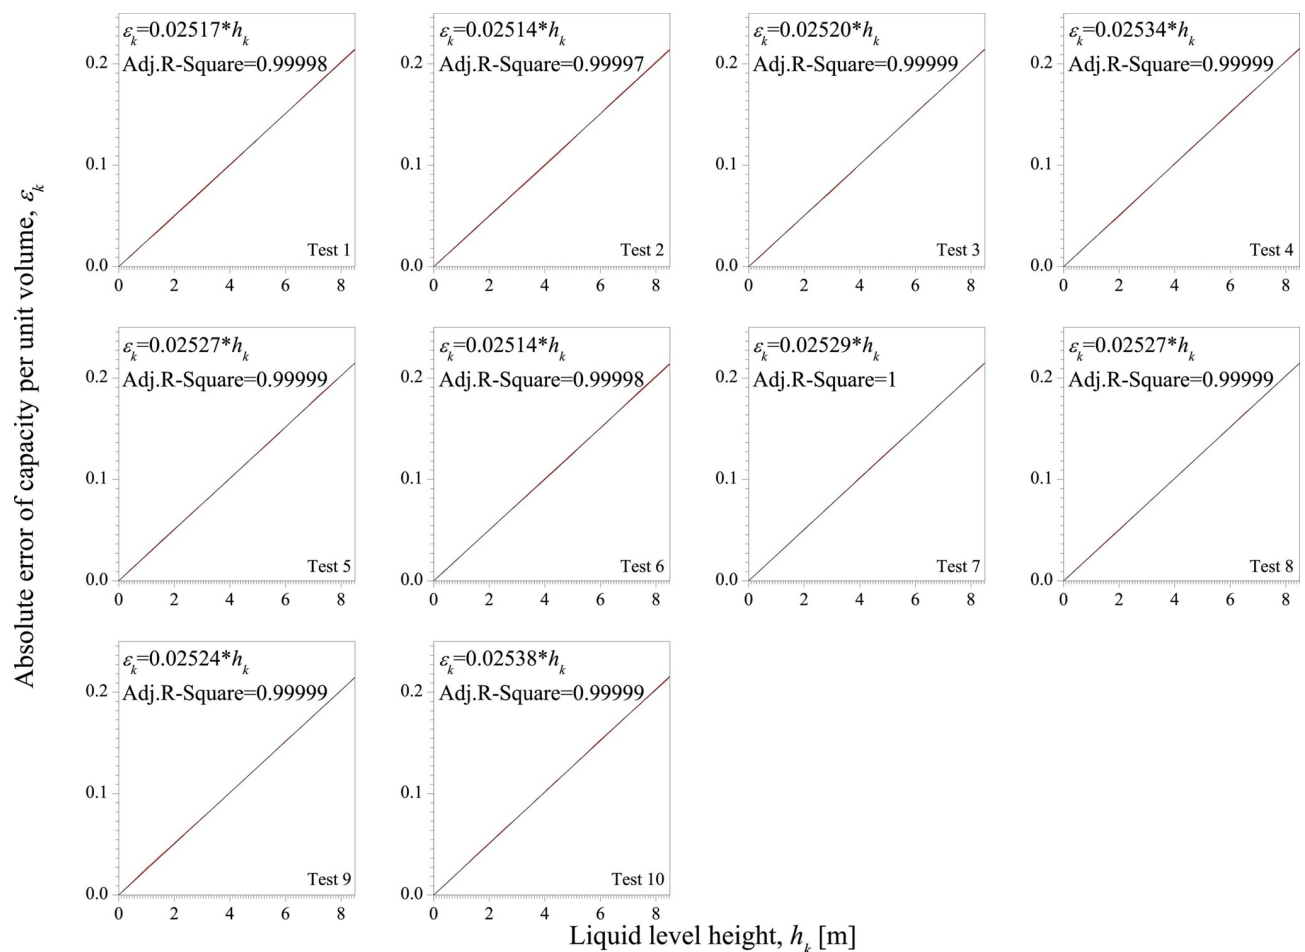 Absolute error of capacity per unit volume, εk
εk=0.02517*hk
Adj.R-Square=0.99998
0.2
0.1
0.0
Test 1
0 2 4 6 8
εk=0.02514*hk
Adj.R-Square=0.99997
0.2
0.1
0.0
Test 2
0 2 4 6 8
εk=0.02520*hk
Adj.R-Square=0.99999
0.2
0.1
0.0
Test 3
0 2 4 6 8
εk=0.02534*hk
Adj.R-Square=0.99999
0.2
0.1
0.0
Test 4
0 2 4 6 8
εk=0.02527*hk
Adj.R-Square=0.99999
0.2
0.1
0.0
Test 5
0 2 4 6 8
εk=0.02514*hk
Adj.R-Square=0.99998
0.2
0.1
0.0
Test 6
0 2 4 6 8
εk=0.02529*hk
Adj.R-Square=1
0.2
0.1
0.0
Test 7
0 2 4 6 8
εk=0.02527*hk
Adj.R-Square=0.99999
0.2
0.1
0.0
Test 8
0 2 4 6 8
εk=0.02524*hk
Adj.R-Square=0.99999
0.2
0.1
0.0
Test 9
0 2 4 6 8
εk=0.02538*hk
Adj.R-Square=0.99999
0.2
0.1
0.0
Test 10
0 2 4 6 8
Liquid level height, hk [m]